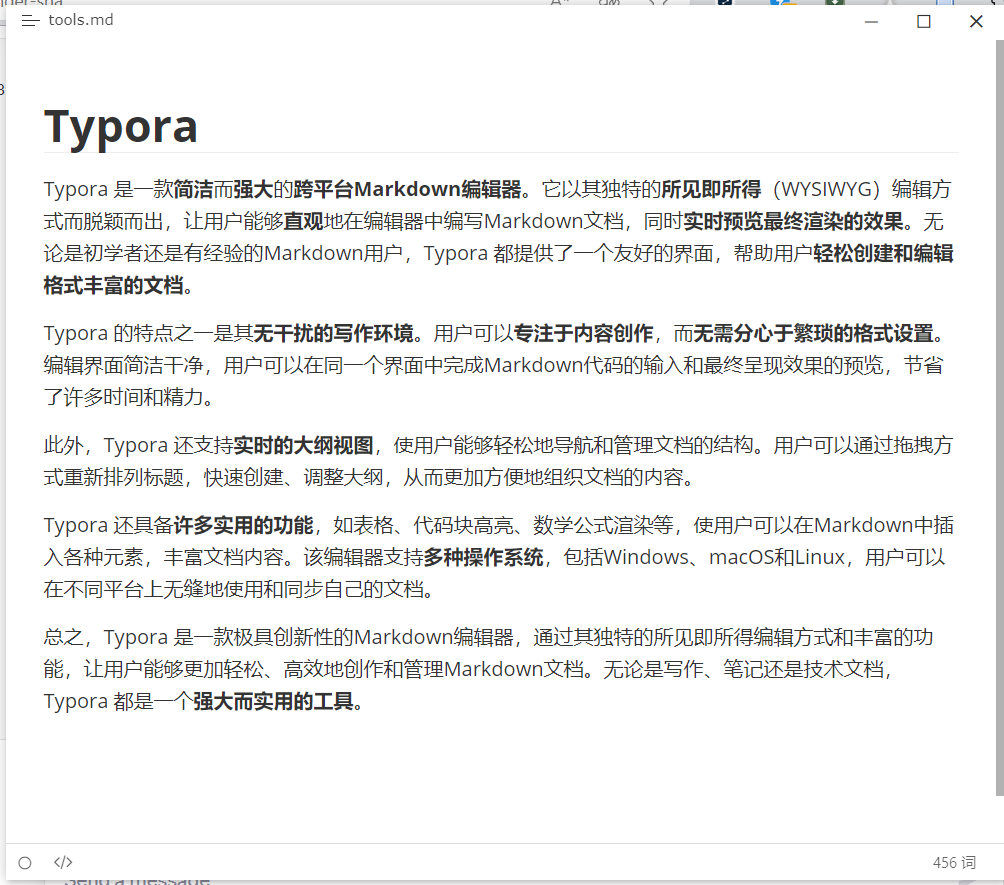 tools.md
Typora
Typora 是一款简洁而强大的跨平台Markdown编辑器。它以其独特的所见即所得（WYSIWYG）编辑方
式而脱颖而出，让用户能够直观地在编辑器中编写Markdown文档，同时实时预览最终渲染的效果。无
论是初学者还是有经验的Markdown用户，Typora 都提供了一个友好的界面，帮助用户轻松创建和编辑
格式丰富的文档。
Typora 的特点之一是其无干扰的写作环境。用户可以专注于内容创作，而无需分心于繁琐的格式设置。
编辑界面简洁干净，用户可以在同一个界面中完成Markdown代码的输入和最终呈现效果的预览，节省
了许多时间和精力。
此外，Typora 还支持实时的大纲视图，使用户能够轻松地导航和管理文档的结构。用户可以通过拖拽方
式重新排列标题，快速创建、调整大纲，从而更加方便地组织文档的内容。
Typora 还具备许多实用的功能，如表格、代码块高亮、数学公式渲染等，使用户可以在Markdown中插
入各种元素，丰富文档内容。该编辑器支持多种操作系统，包括Windows、macOS和Linux，用户可以
在不同平台上无缝地使用和同步自己的文档。
总之，Typora 是一款极具创新性的Markdown编辑器，通过其独特的所见即所得编辑方式和丰富的功
能，让用户能够更加轻松、高效地创作和管理Markdown文档。无论是写作、笔记还是技术文档，
Typora 都是一个强大而实用的工具。
</> 456 词
Send a message